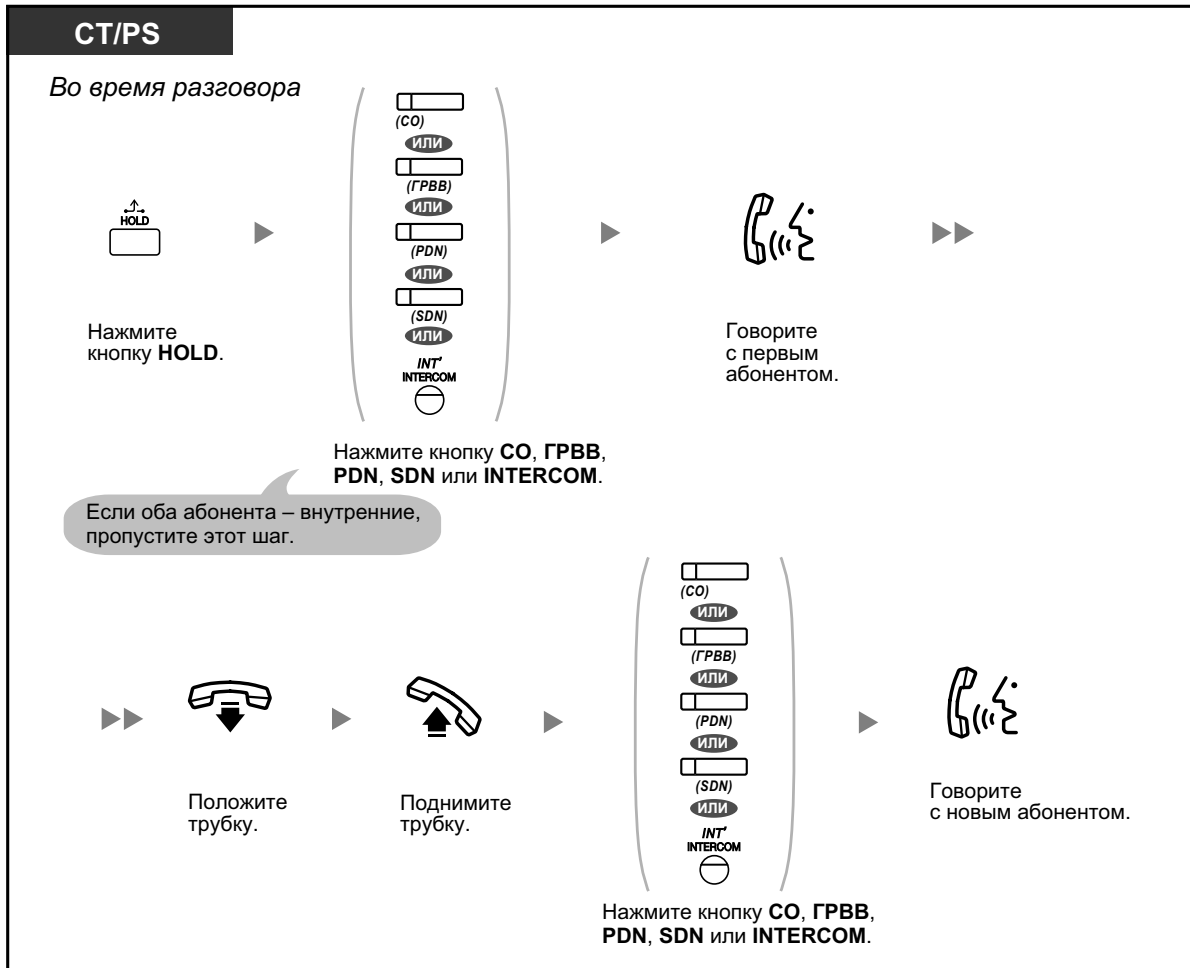 CT/PS
Во время разговора
HOLD
Нажмите
кнопку HOLD.
(CO)
ИЛИ
(ГРВВ)
ИЛИ
(PDN)
ИЛИ
(SDN)
ИЛИ
INT'
INTERCOM
Нажмите кнопку CO, ГРВВ,
PDN, SDN или INTERCOM.
Если оба абонента – внутренние,
пропустите этот шаг.
Говорите
с первым
абонентом.
Положите
трубку.
Поднимите
трубку.
(CO)
ИЛИ
(ГРВВ)
ИЛИ
(PDN)
ИЛИ
(SDN)
ИЛИ
INT'
INTERCOM
Нажмите кнопку CO, ГРВВ,
PDN, SDN или INTERCOM.
Говорите
с новым абонентом.